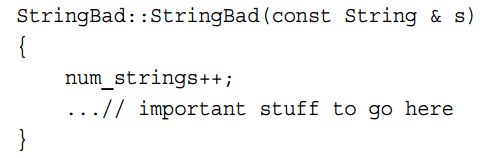 StringBad::StringBad(const String & s)
{
    num_strings++;
    ...// important stuff to go here
}